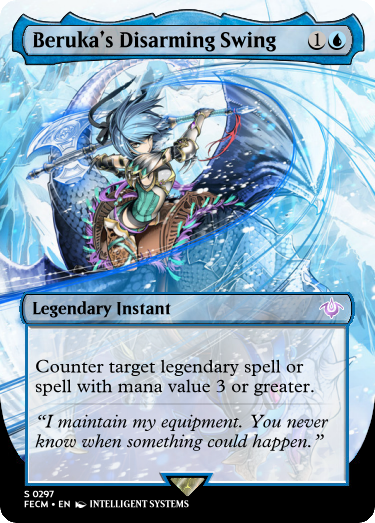 Beruka's Disarming Swing 1
Legendary Instant
Counter target legendary spell or
spell with mana value 3 or greater.
“I maintain my equipment. You never
know when something could happen.”
S 0297
FECM • EN INTELLIGENT SYSTEMS